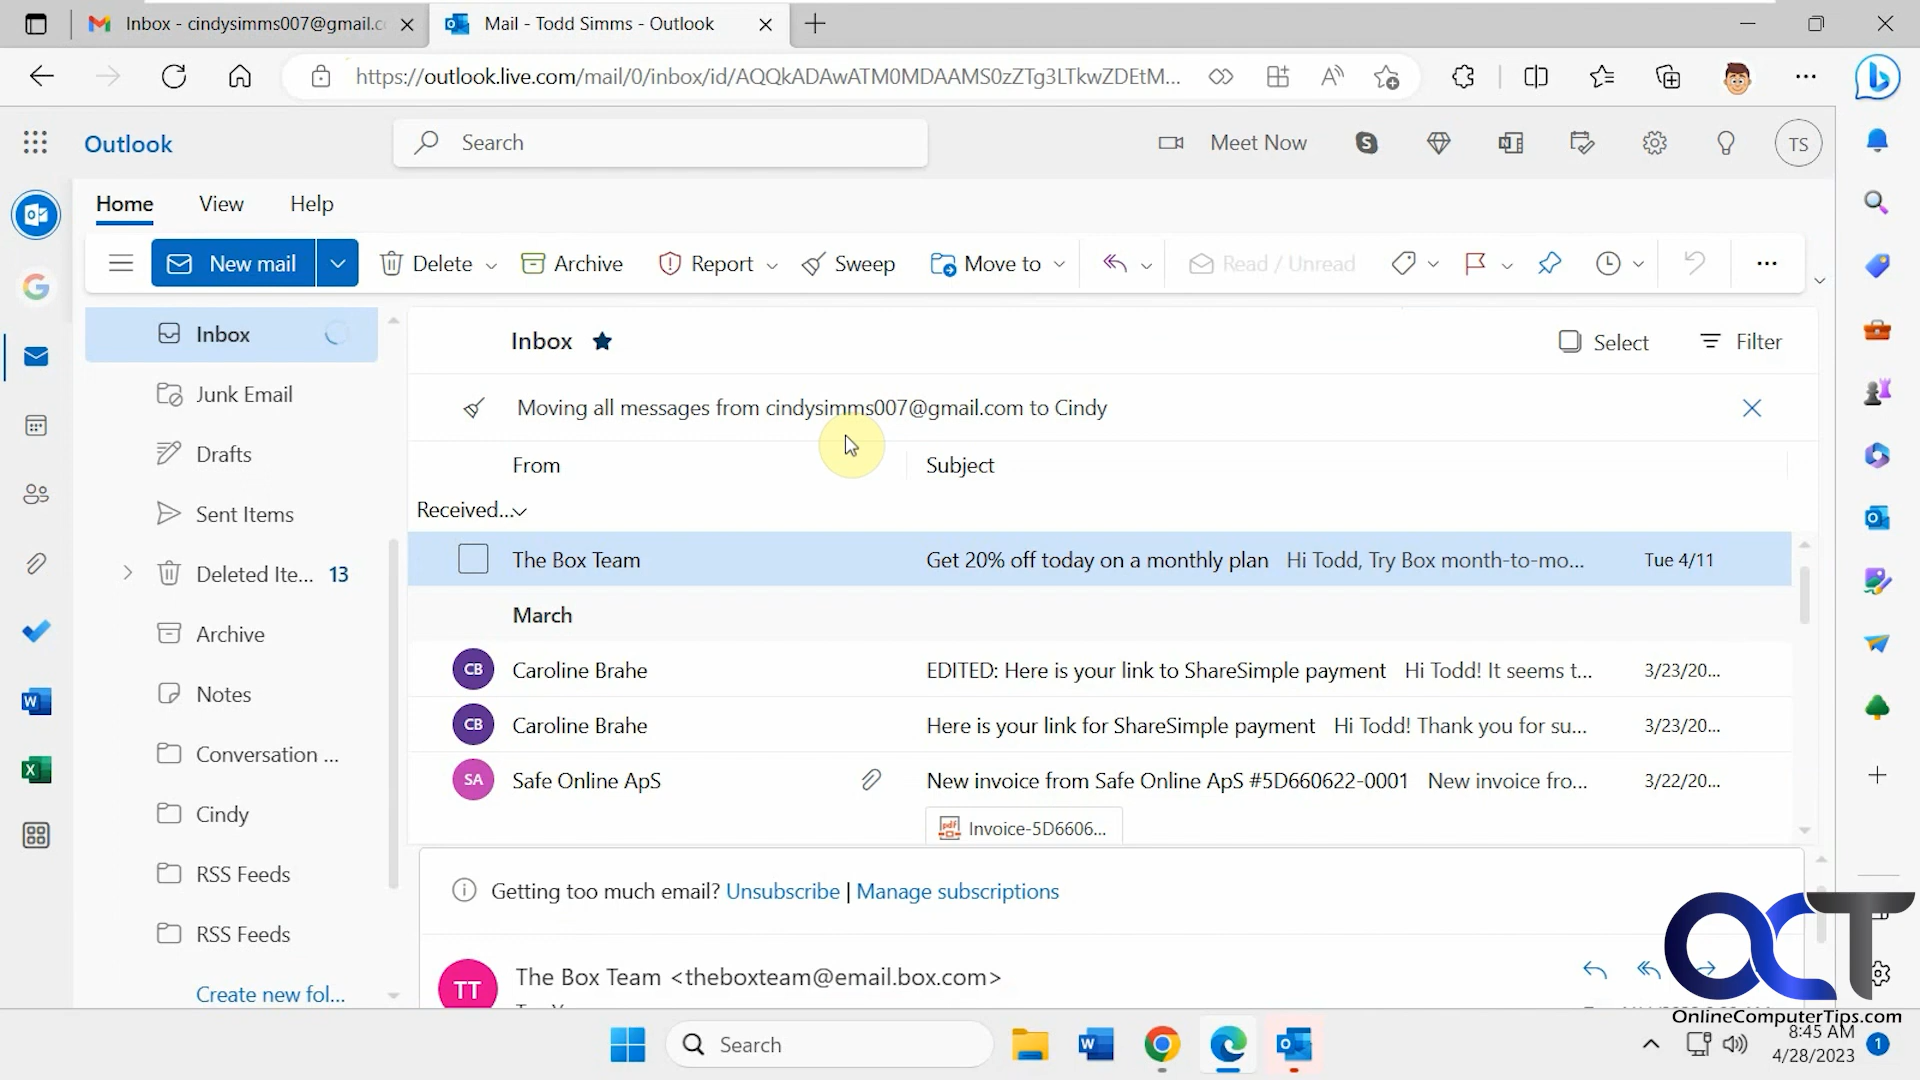 Inbox - cindysimms007@gmail.c
Mail - Todd Simms - Outlook
https://outlook.live.com/mail/0/inbox/id/AQQkADAwATM0MDAAMS0zZTg3LTkwZDEtM...
Outlook
Search
Meet Now
TS
Home View Help
New mail Delete Archive Report Sweep Move to Read / Unread
Inbox
Junk Email
Drafts
Sent Items
Deleted Ite... 13
Archive
Notes
Conversation ...
Cindy
RSS Feeds
RSS Feeds
Create new fol...
Inbox
Select Filter
Moving all messages from cindysimms007@gmail.com to Cindy
From Subject
Received...
The Box Team Get 20% off today on a monthly plan Hi Todd, Try Box month-to-mo... Tue 4/11
March
CB Caroline Brahe EDITED: Here is your link to ShareSimple payment Hi Todd! It seems t... 3/23/20...
CB Caroline Brahe Here is your link for ShareSimple payment Hi Todd! Thank you for su... 3/23/20...
SA Safe Online ApS New invoice from Safe Online ApS #5D660622-0001 New invoice fro... 3/22/20...
pdf Invoice-5D6606...
Getting too much email? Unsubscribe | Manage subscriptions
TT The Box Team <theboxteam@email.box.com>
OCT
OnlineComputerTips.com
Search
8:45 AM
4/28/2023
1